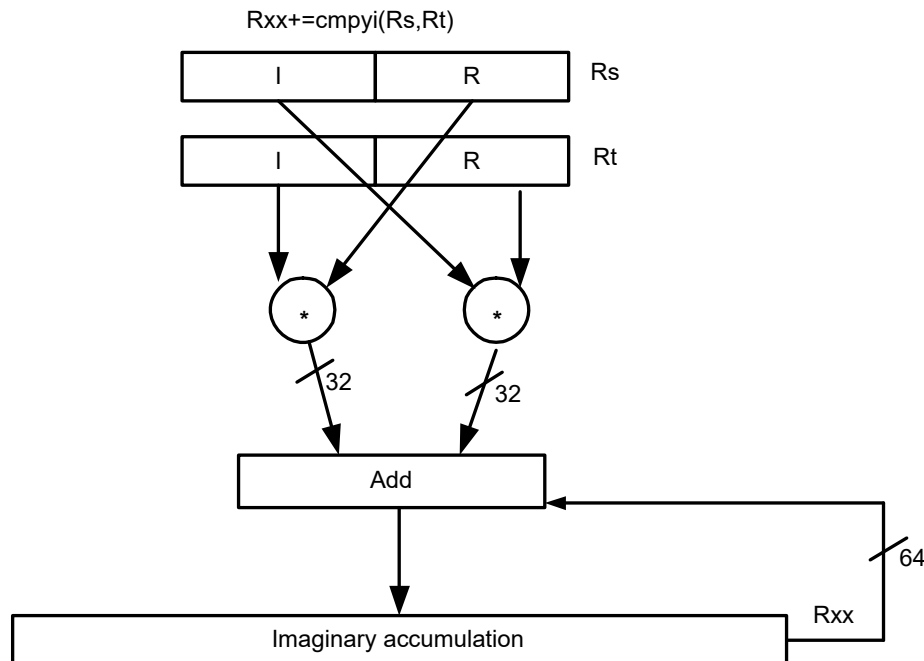 Rxx+=cmpyi(Rs,Rt)
I R Rs
I R Rt
* *
32 32
Add
64
Rxx
Imaginary accumulation